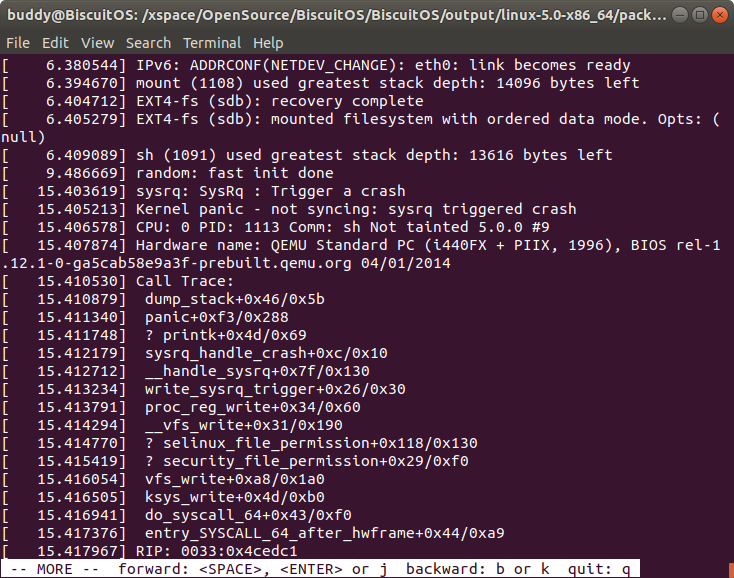 buddy@BiscuitOS: /xspace/OpenSource/BiscuitOS/BiscuitOS/output/linux-5.0-x86_64/pack...
File Edit View Search Terminal Help
[    6.380544] IPv6: ADDRCONF(NETDEV_CHANGE): eth0: link becomes ready
[    6.394670] mount (1108) used greatest stack depth: 14096 bytes left
[    6.404712] EXT4-fs (sdb): recovery complete
[    6.405279] EXT4-fs (sdb): mounted filesystem with ordered data mode. Opts: (
null)
[    6.409089] sh (1091) used greatest stack depth: 13616 bytes left
[    9.486669] random: fast init done
[   15.403619] sysrq: SysRq : Trigger a crash
[   15.405213] Kernel panic - not syncing: sysrq triggered crash
[   15.406578] CPU: 0 PID: 1113 Comm: sh Not tainted 5.0.0 #9
[   15.407874] Hardware name: QEMU Standard PC (i440FX + PIIX, 1996), BIOS rel-1
.12.1-0-ga5cab58e9a3f-prebuilt.qemu.org 04/01/2014
[   15.410530] Call Trace:
[   15.410879]  dump_stack+0x46/0x5b
[   15.411340]  panic+0xf3/0x288
[   15.411748]  ? printk+0x4d/0x69
[   15.412179]  sysrq_handle_crash+0xc/0x10
[   15.412712]  __handle_sysrq+0x7f/0x130
[   15.413234]  write_sysrq_trigger+0x26/0x30
[   15.413791]  proc_reg_write+0x34/0x60
[   15.414294]  __vfs_write+0x31/0x190
[   15.414770]  ? selinux_file_permission+0x118/0x130
[   15.415419]  ? security_file_permission+0x29/0xf0
[   15.416054]  vfs_write+0xa8/0x1a0
[   15.416505]  ksys_write+0x4d/0xb0
[   15.416941]  do_syscall_64+0x43/0xf0
[   15.417376]  entry_SYSCALL_64_after_hwframe+0x44/0xa9
[   15.417967] RIP: 0033:0x4cedc1
-- MORE --  forward: <SPACE>, <ENTER> or j  backward: b or k  quit: q